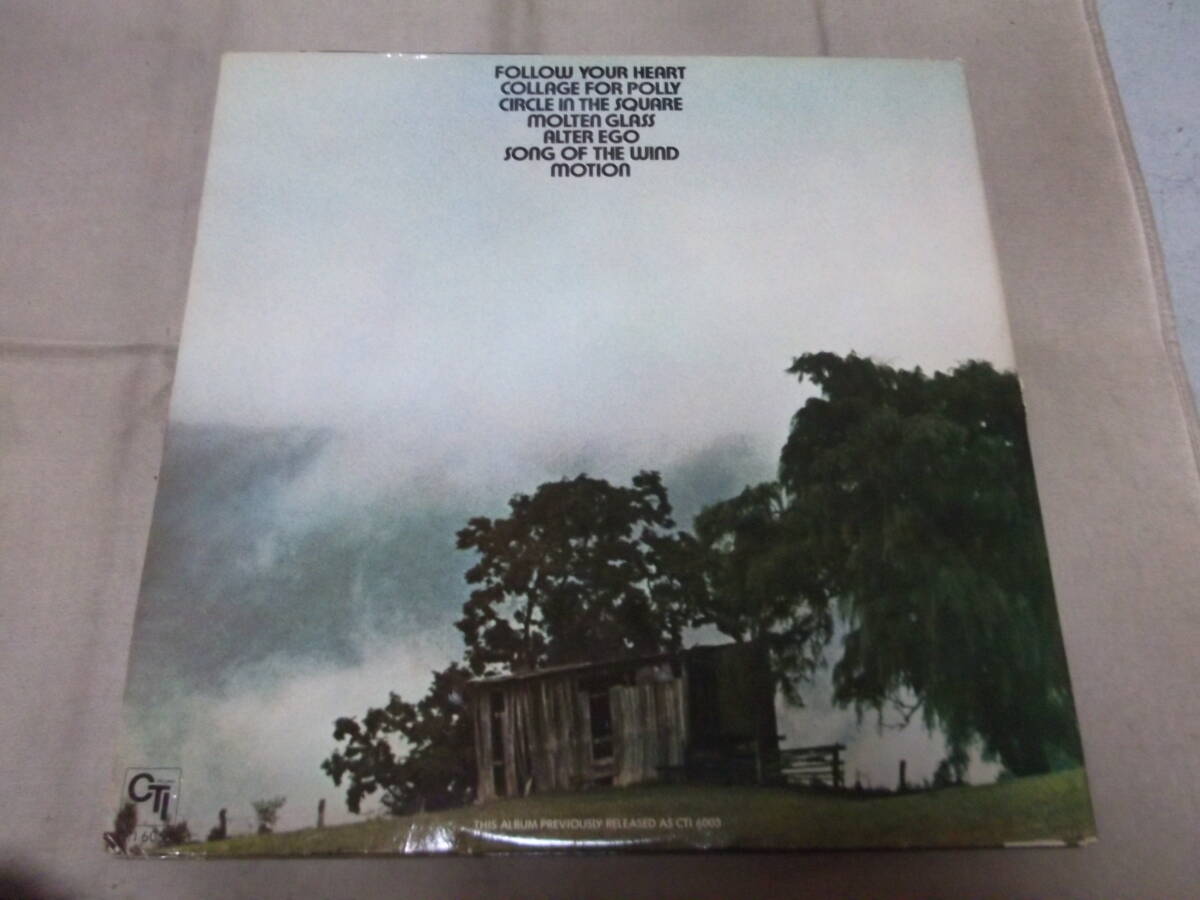 FOLLOW YOUR HEART
COLLAGE FOR POLLY
CIRCLE IN THE SQUARE
MOLTEN GLASS
ALTER EGO
SONG OF THE WIND
MOTION
CTI
THIS ALBUM PREVIOUSLY RELEASED AS CTI 6003